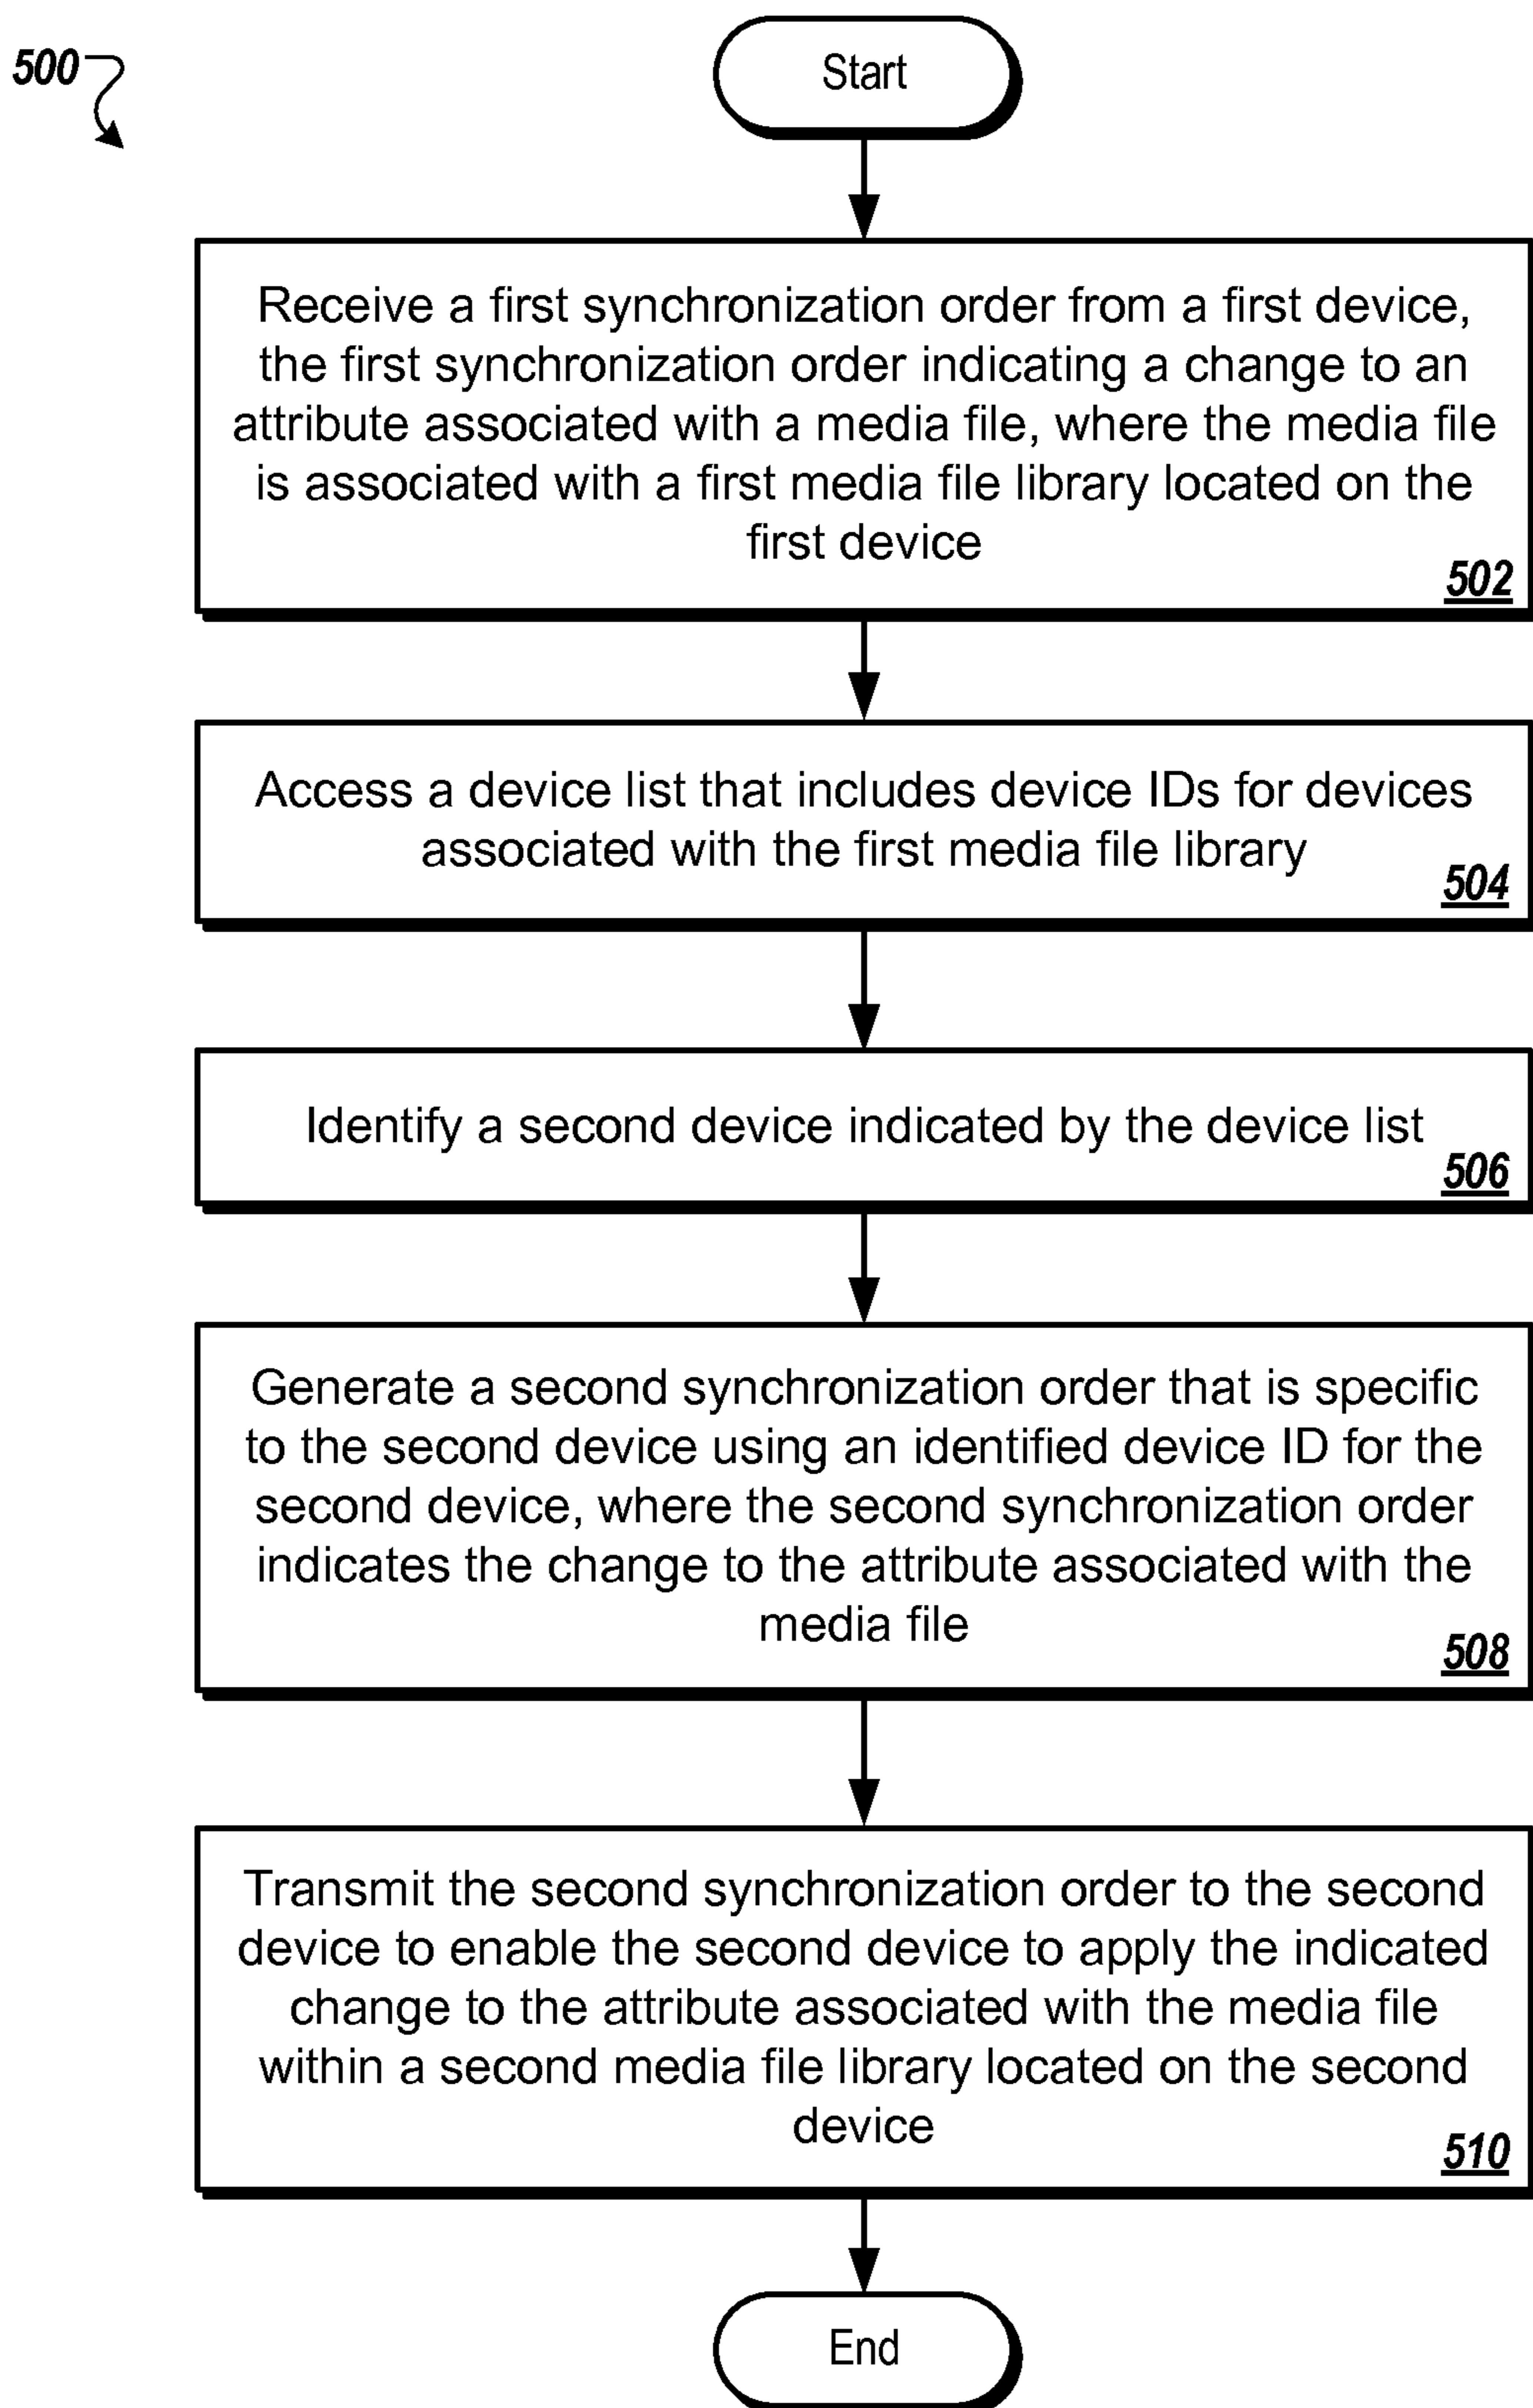 500
Start
Receive a first synchronization order from a first device,
the first synchronization order indicating a change to an
attribute associated with a media file, where the media file
is associated with a first media file library located on the
first device
502
Access a device list that includes device IDs for devices
associated with the first media file library
504
Identify a second device indicated by the device list
506
Generate a second synchronization order that is specific
to the second device using an identified device ID for the
second device, where the second synchronization order
indicates the change to the attribute associated with the
media file
508
Transmit the second synchronization order to the second
device to enable the second device to apply the indicated
change to the attribute associated with the media file
within a second media file library located on the second
device
510
End